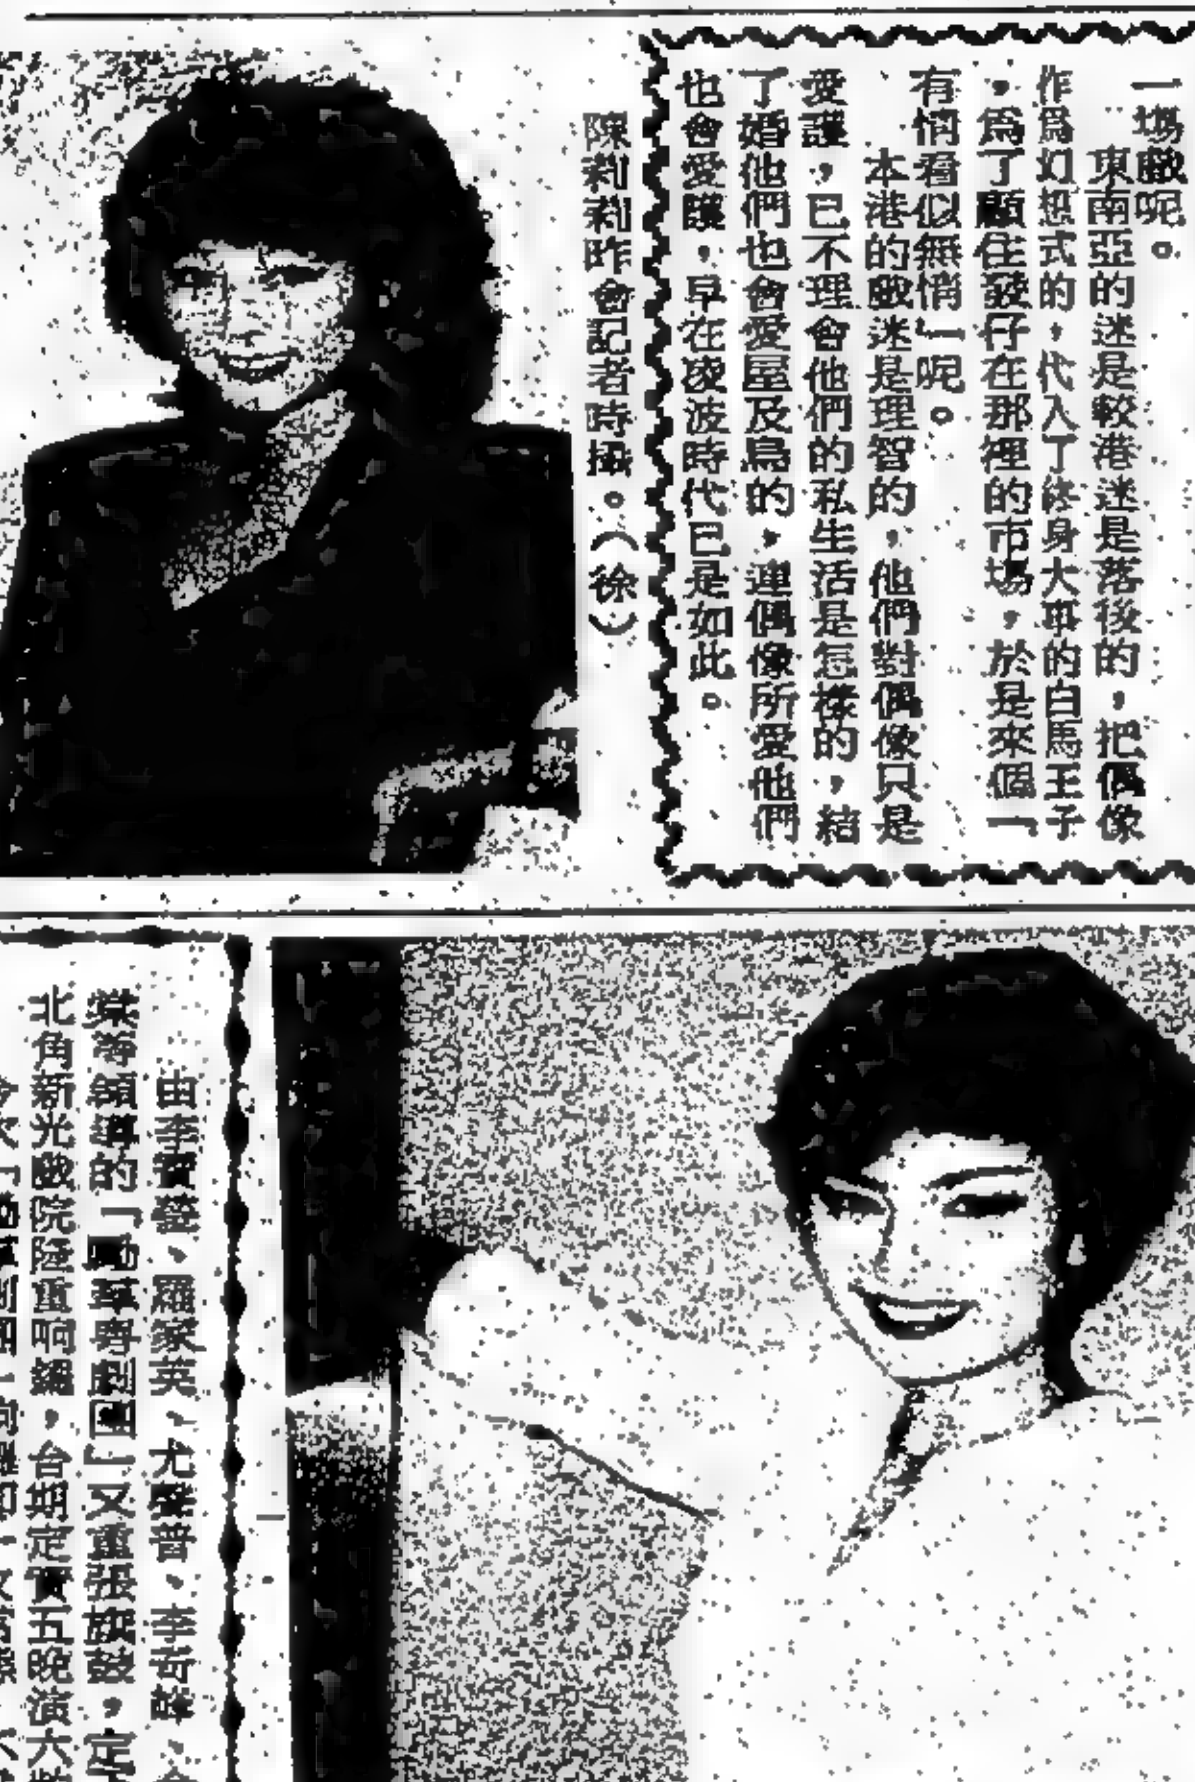 一場戲呢。
東南亞的迷是較港迷是落後的，把偶像
作爲幻想式的，代入了終身大事的白馬王子
，爲了顧住發仔在那裡的市場，於是來個「
有情看似無情」呢。
本港的戲迷是理智的，他們對偶像只是
愛護，已不理會他們的私生活是怎樣的，結
了婚他們也會愛屋及烏的，連偶像所愛他們
也會愛護，早在凌波時代已是如此。
陳莉莉昨會記者時攝。（徐）
由李寶瑩、羅家英、尤聲普、李奇峰、
棠等領導的「 粵劇團」又重張旗鼓，定
北角新光戲院隆重响鑼，台期定實五晚演六
今次「